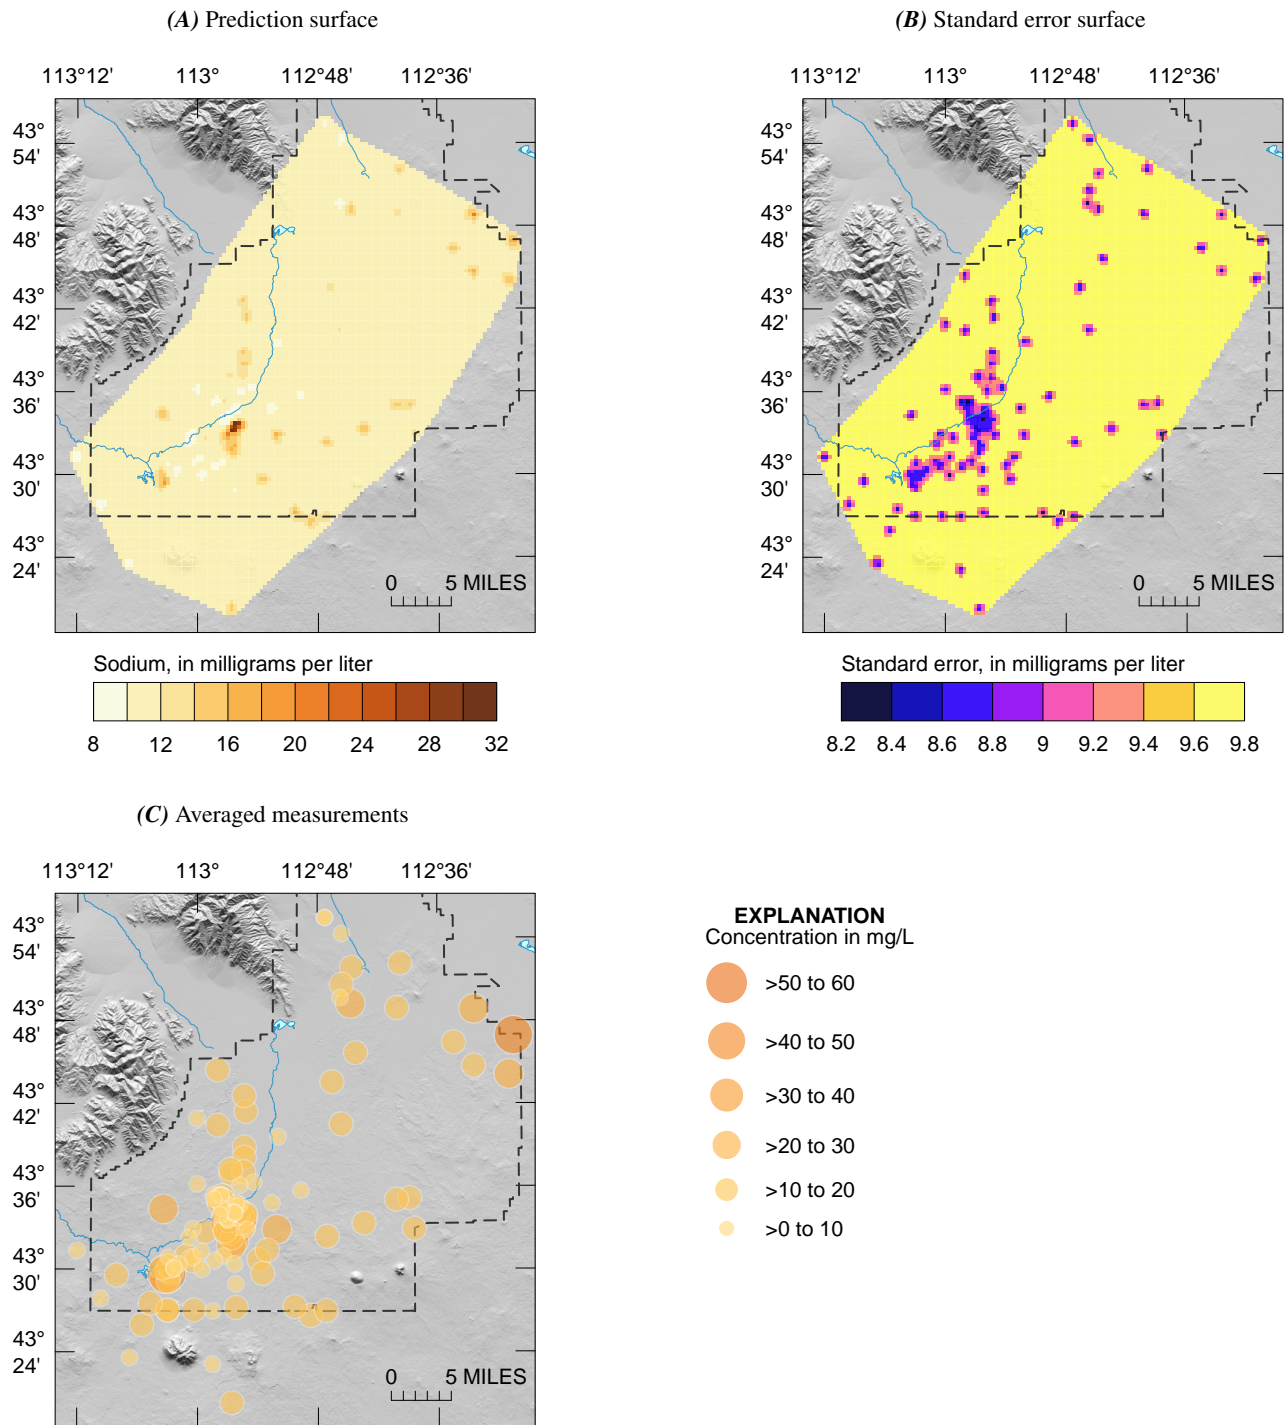 (A) Prediction surface
113°12' 113° 112°48' 112°36'
43°
54'
43°
48'
43°
42'
43°
36'
43°
30'
43°
24'
0 5 MILES
Sodium, in milligrams per liter
8 12 16 20 24 28 32
(B) Standard error surface
113°12' 113° 112°48' 112°36'
43°
54'
43°
48'
43°
42'
43°
36'
43°
30'
43°
24'
0 5 MILES
Standard error, in milligrams per liter
8.2 8.4 8.6 8.8 9 9.2 9.4 9.6 9.8
(C) Averaged measurements
113°12' 113° 112°48' 112°36'
43°
54'
43°
48'
43°
42'
43°
36'
43°
30'
43°
24'
0 5 MILES
EXPLANATION
Concentration in mg/L
>50 to 60
>40 to 50
>30 to 40
>20 to 30
>10 to 20
>0 to 10